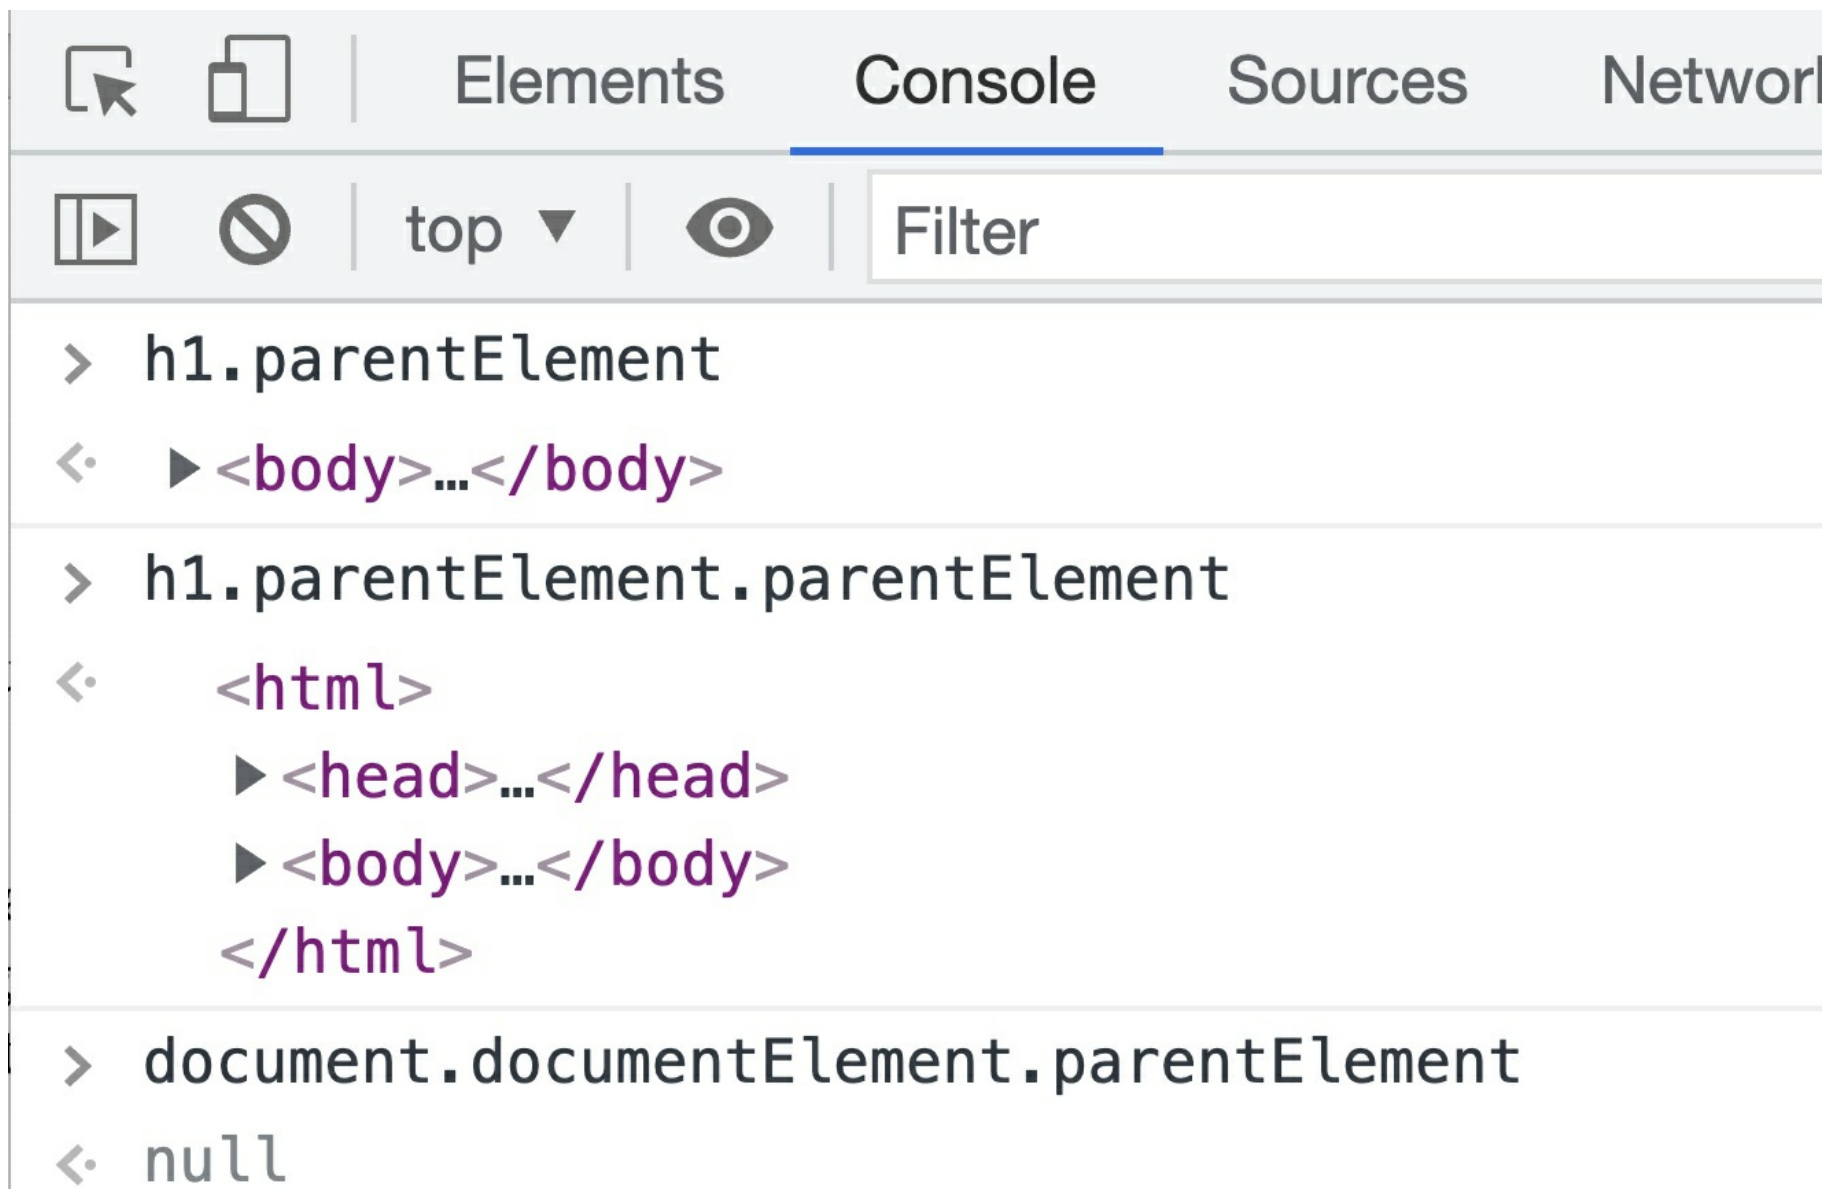 Elements Console Sources Networ
top Filter
h1.parentElement
<body>…</body>
h1.parentElement.parentElement
<html>
<head>…</head>
<body>…</body>
</html>
document.documentElement.parentElement
null